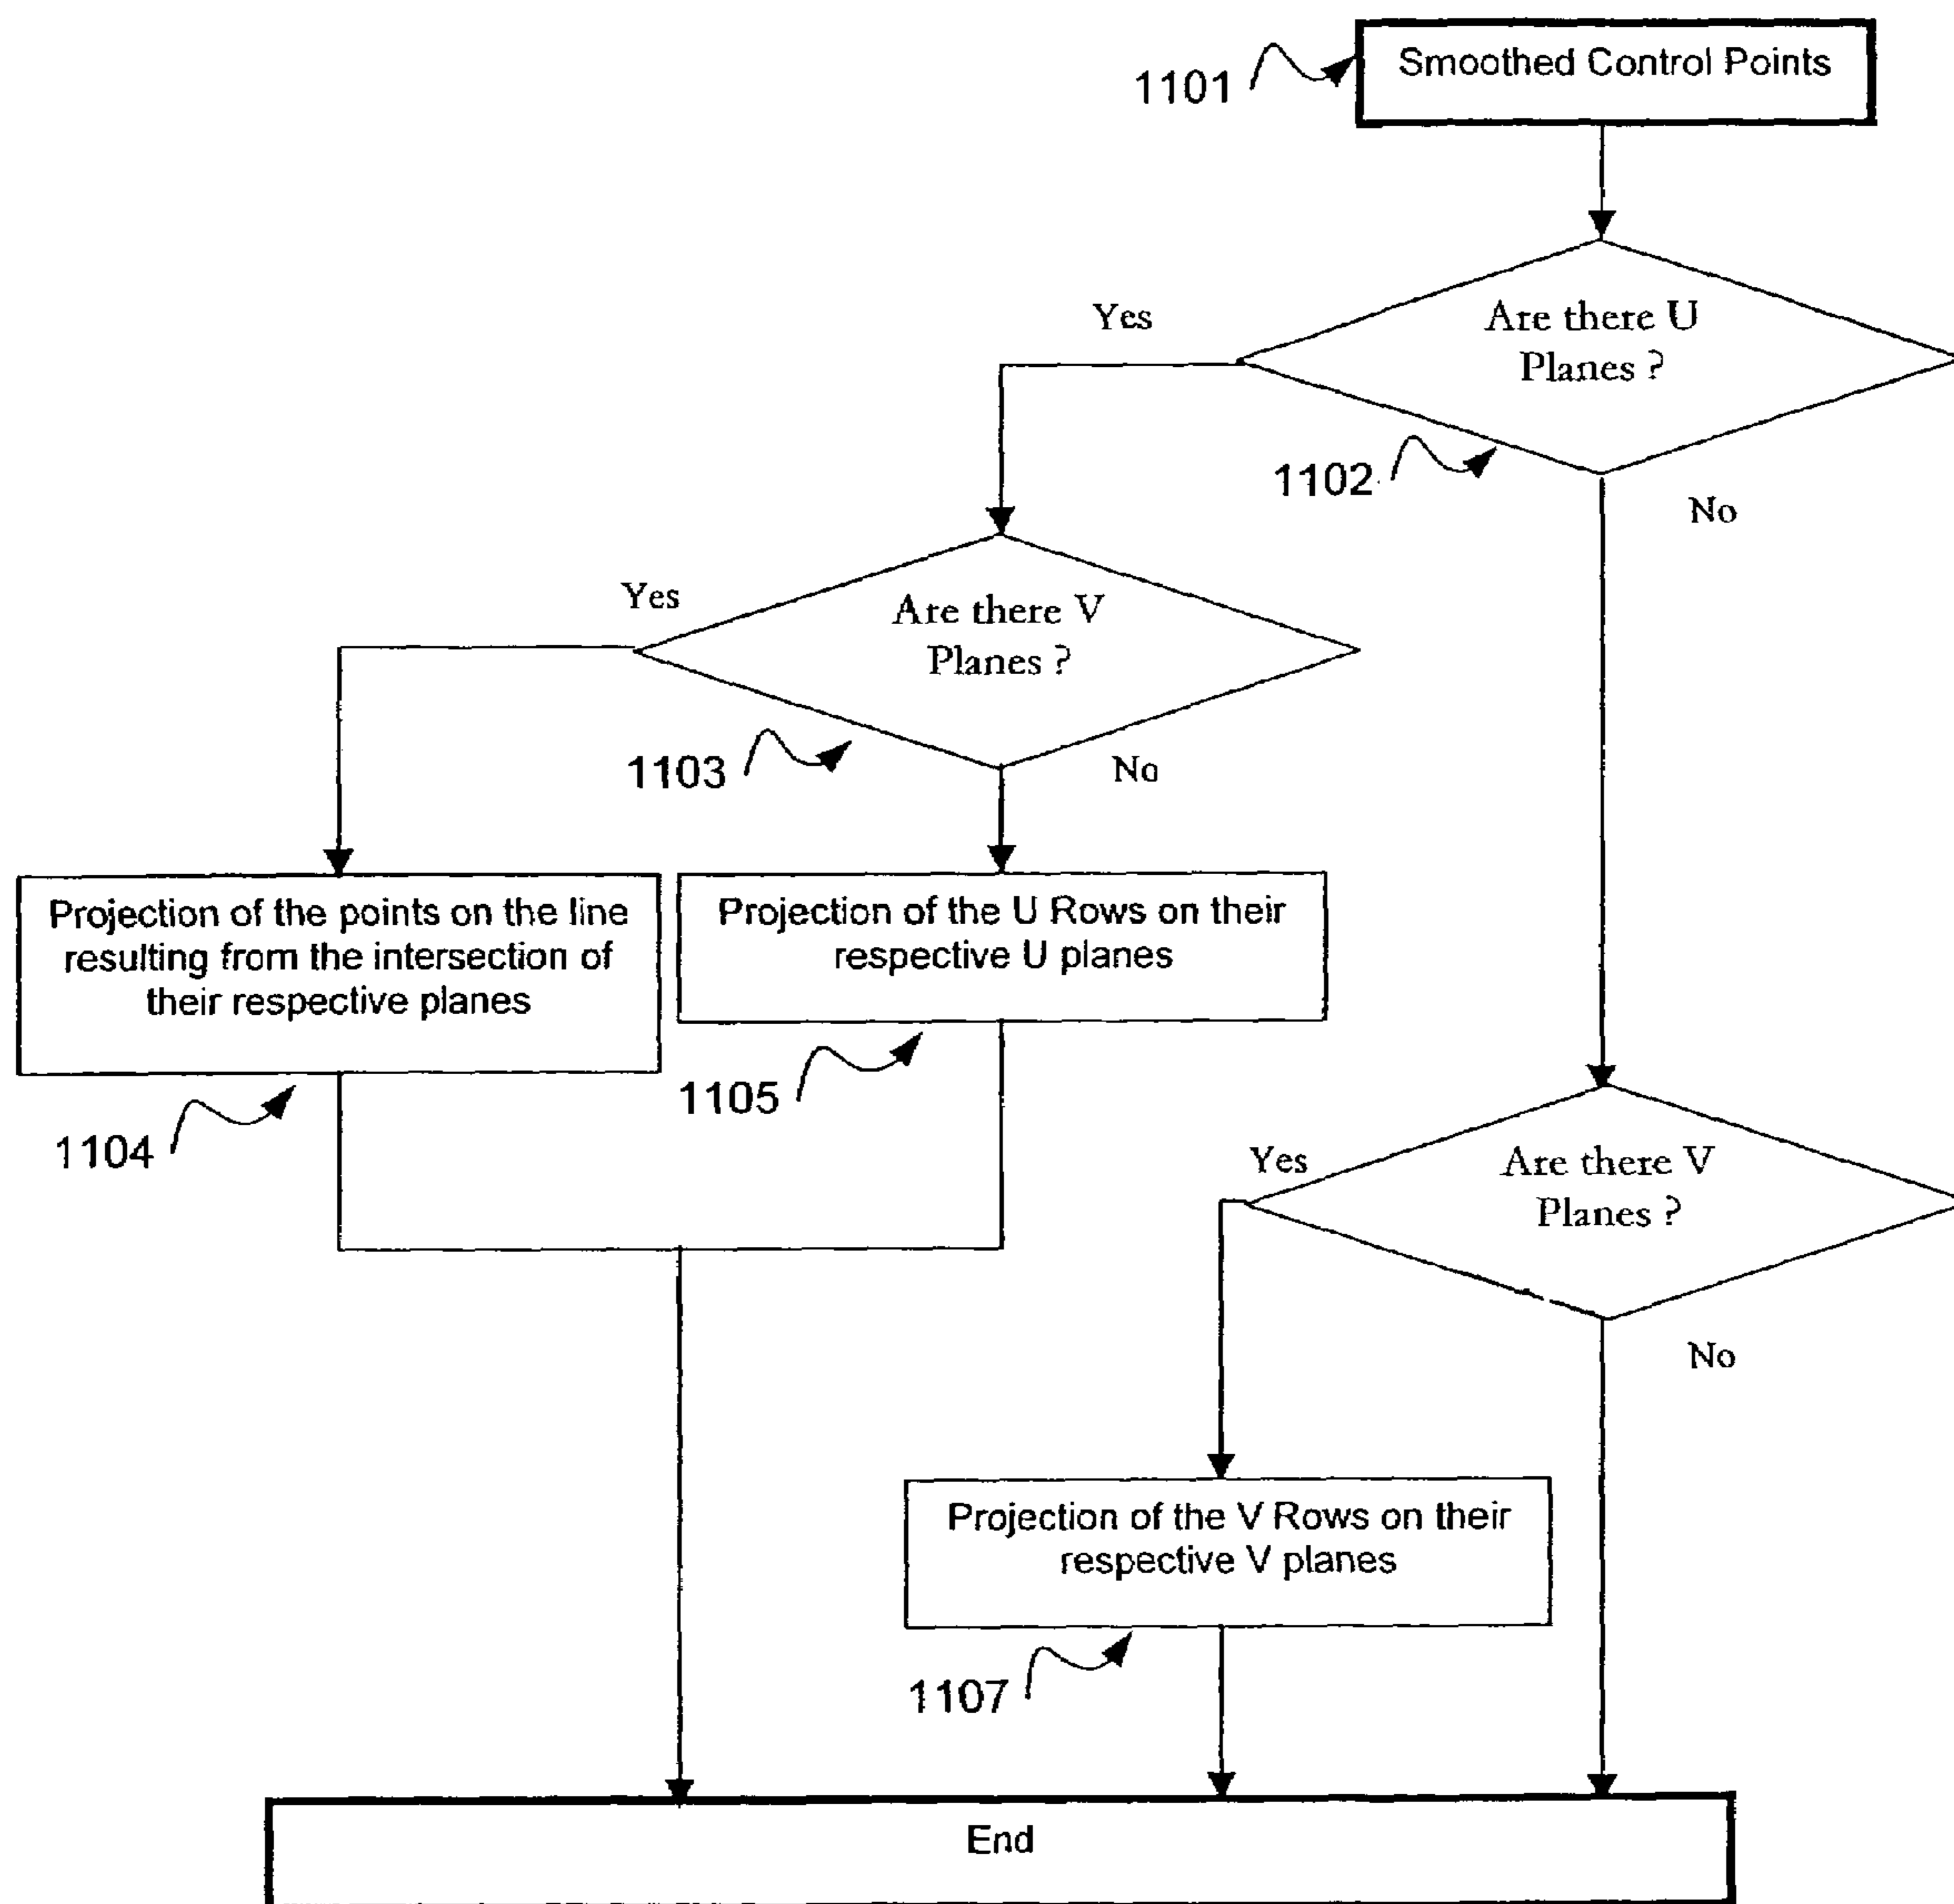 Smoothed Control Points
1101
Are there U
Planes ?
Yes
1102
No
Are there V
Planes ?
Yes
1103
No
Projection of the points on the line
resulting from the intersection of
their respective planes
1104
Projection of the U Rows on their
respective U planes
1105
Are there V
Planes ?
Yes
No
Projection of the V Rows on their
respective V planes
1107
End